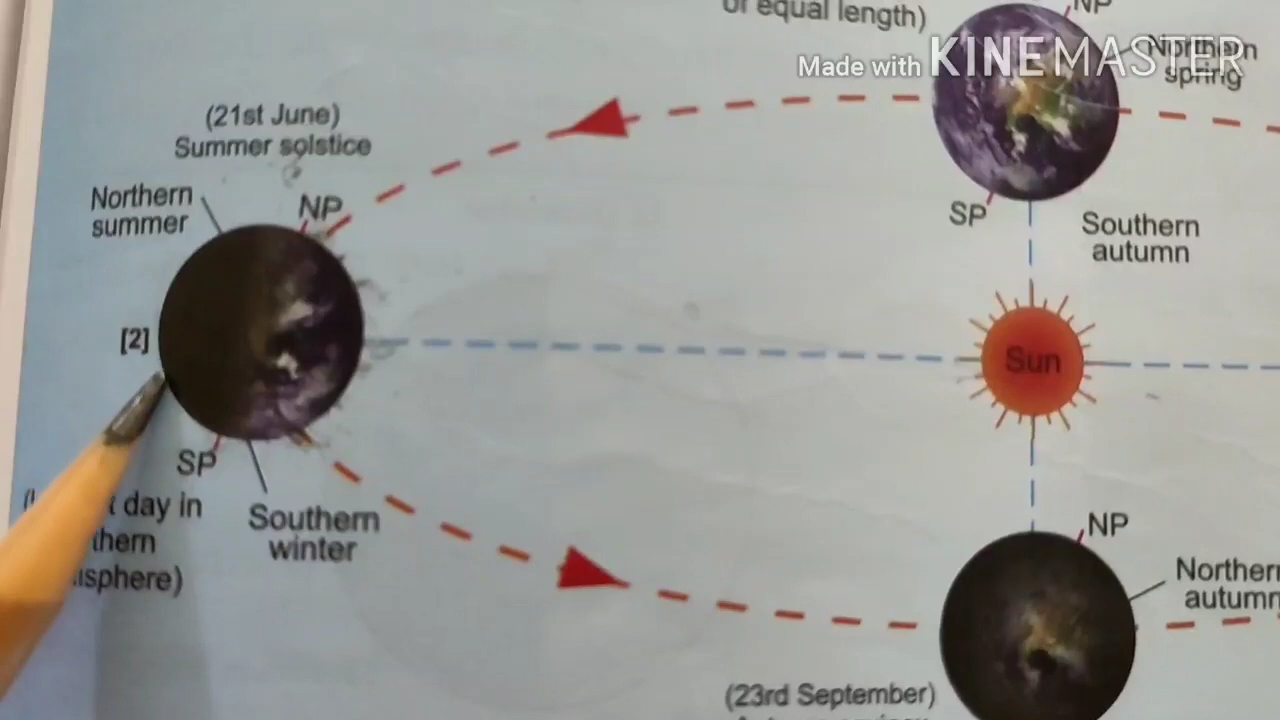 of equal length)
NP
Made with KINEMASTER
Northern
spring
(21st June)
Summer solstice
Northern
summer
NP
SP
Southern
autumn
[2]
Sun
SP
day in
Southern
winter
NP
Northern
autumn
(23rd September)